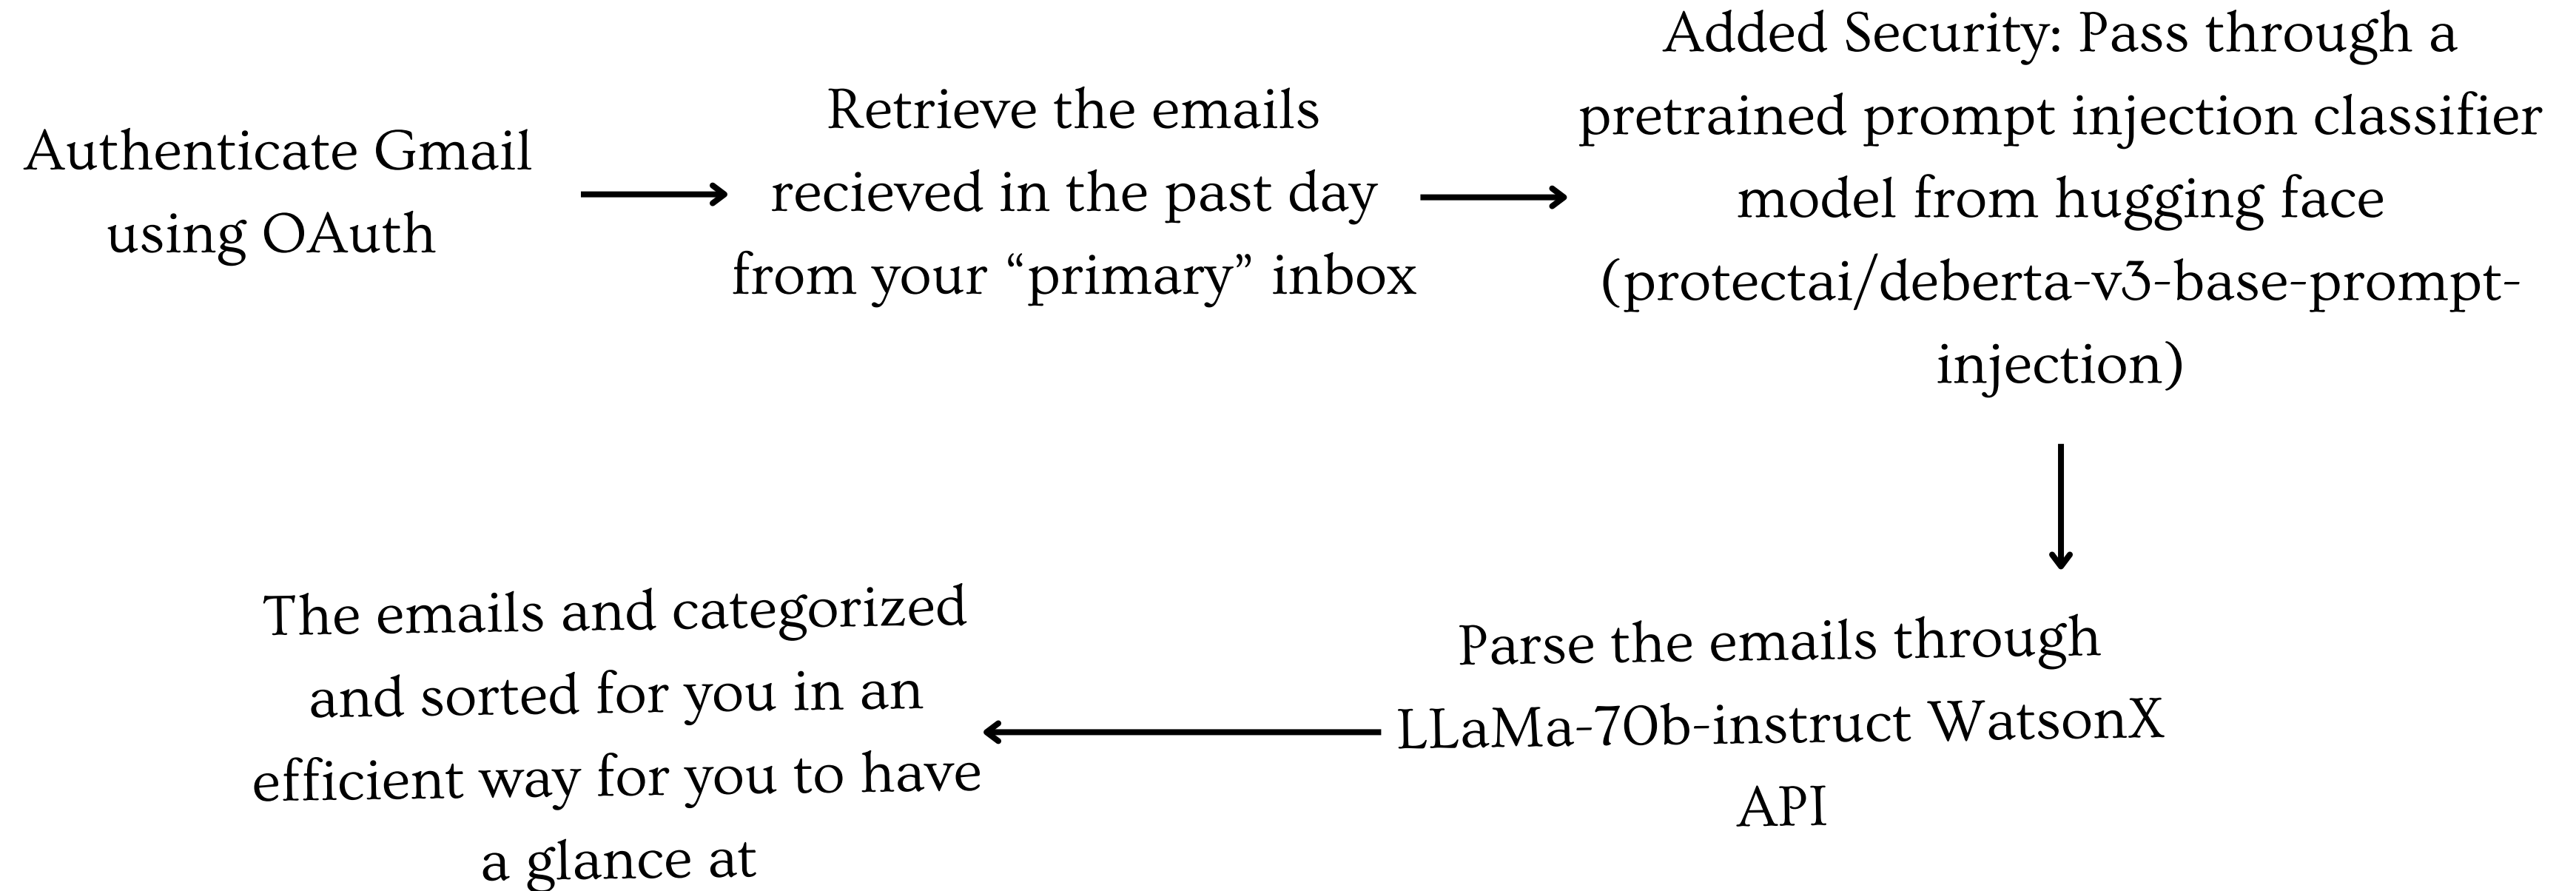 Authenticate Gmail
using OAuth
Retrieve the emails
recieved in the past day
from your “primary” inbox
Added Security: Pass through a
pretrained prompt injection classifier
model from hugging face
(protectai/deberta-v3-base-prompt-
injection)
Parse the emails through
LLaMa-70b-instruct WatsonX
API
The emails and categorized
and sorted for you in an
efficient way for you to have
a glance at